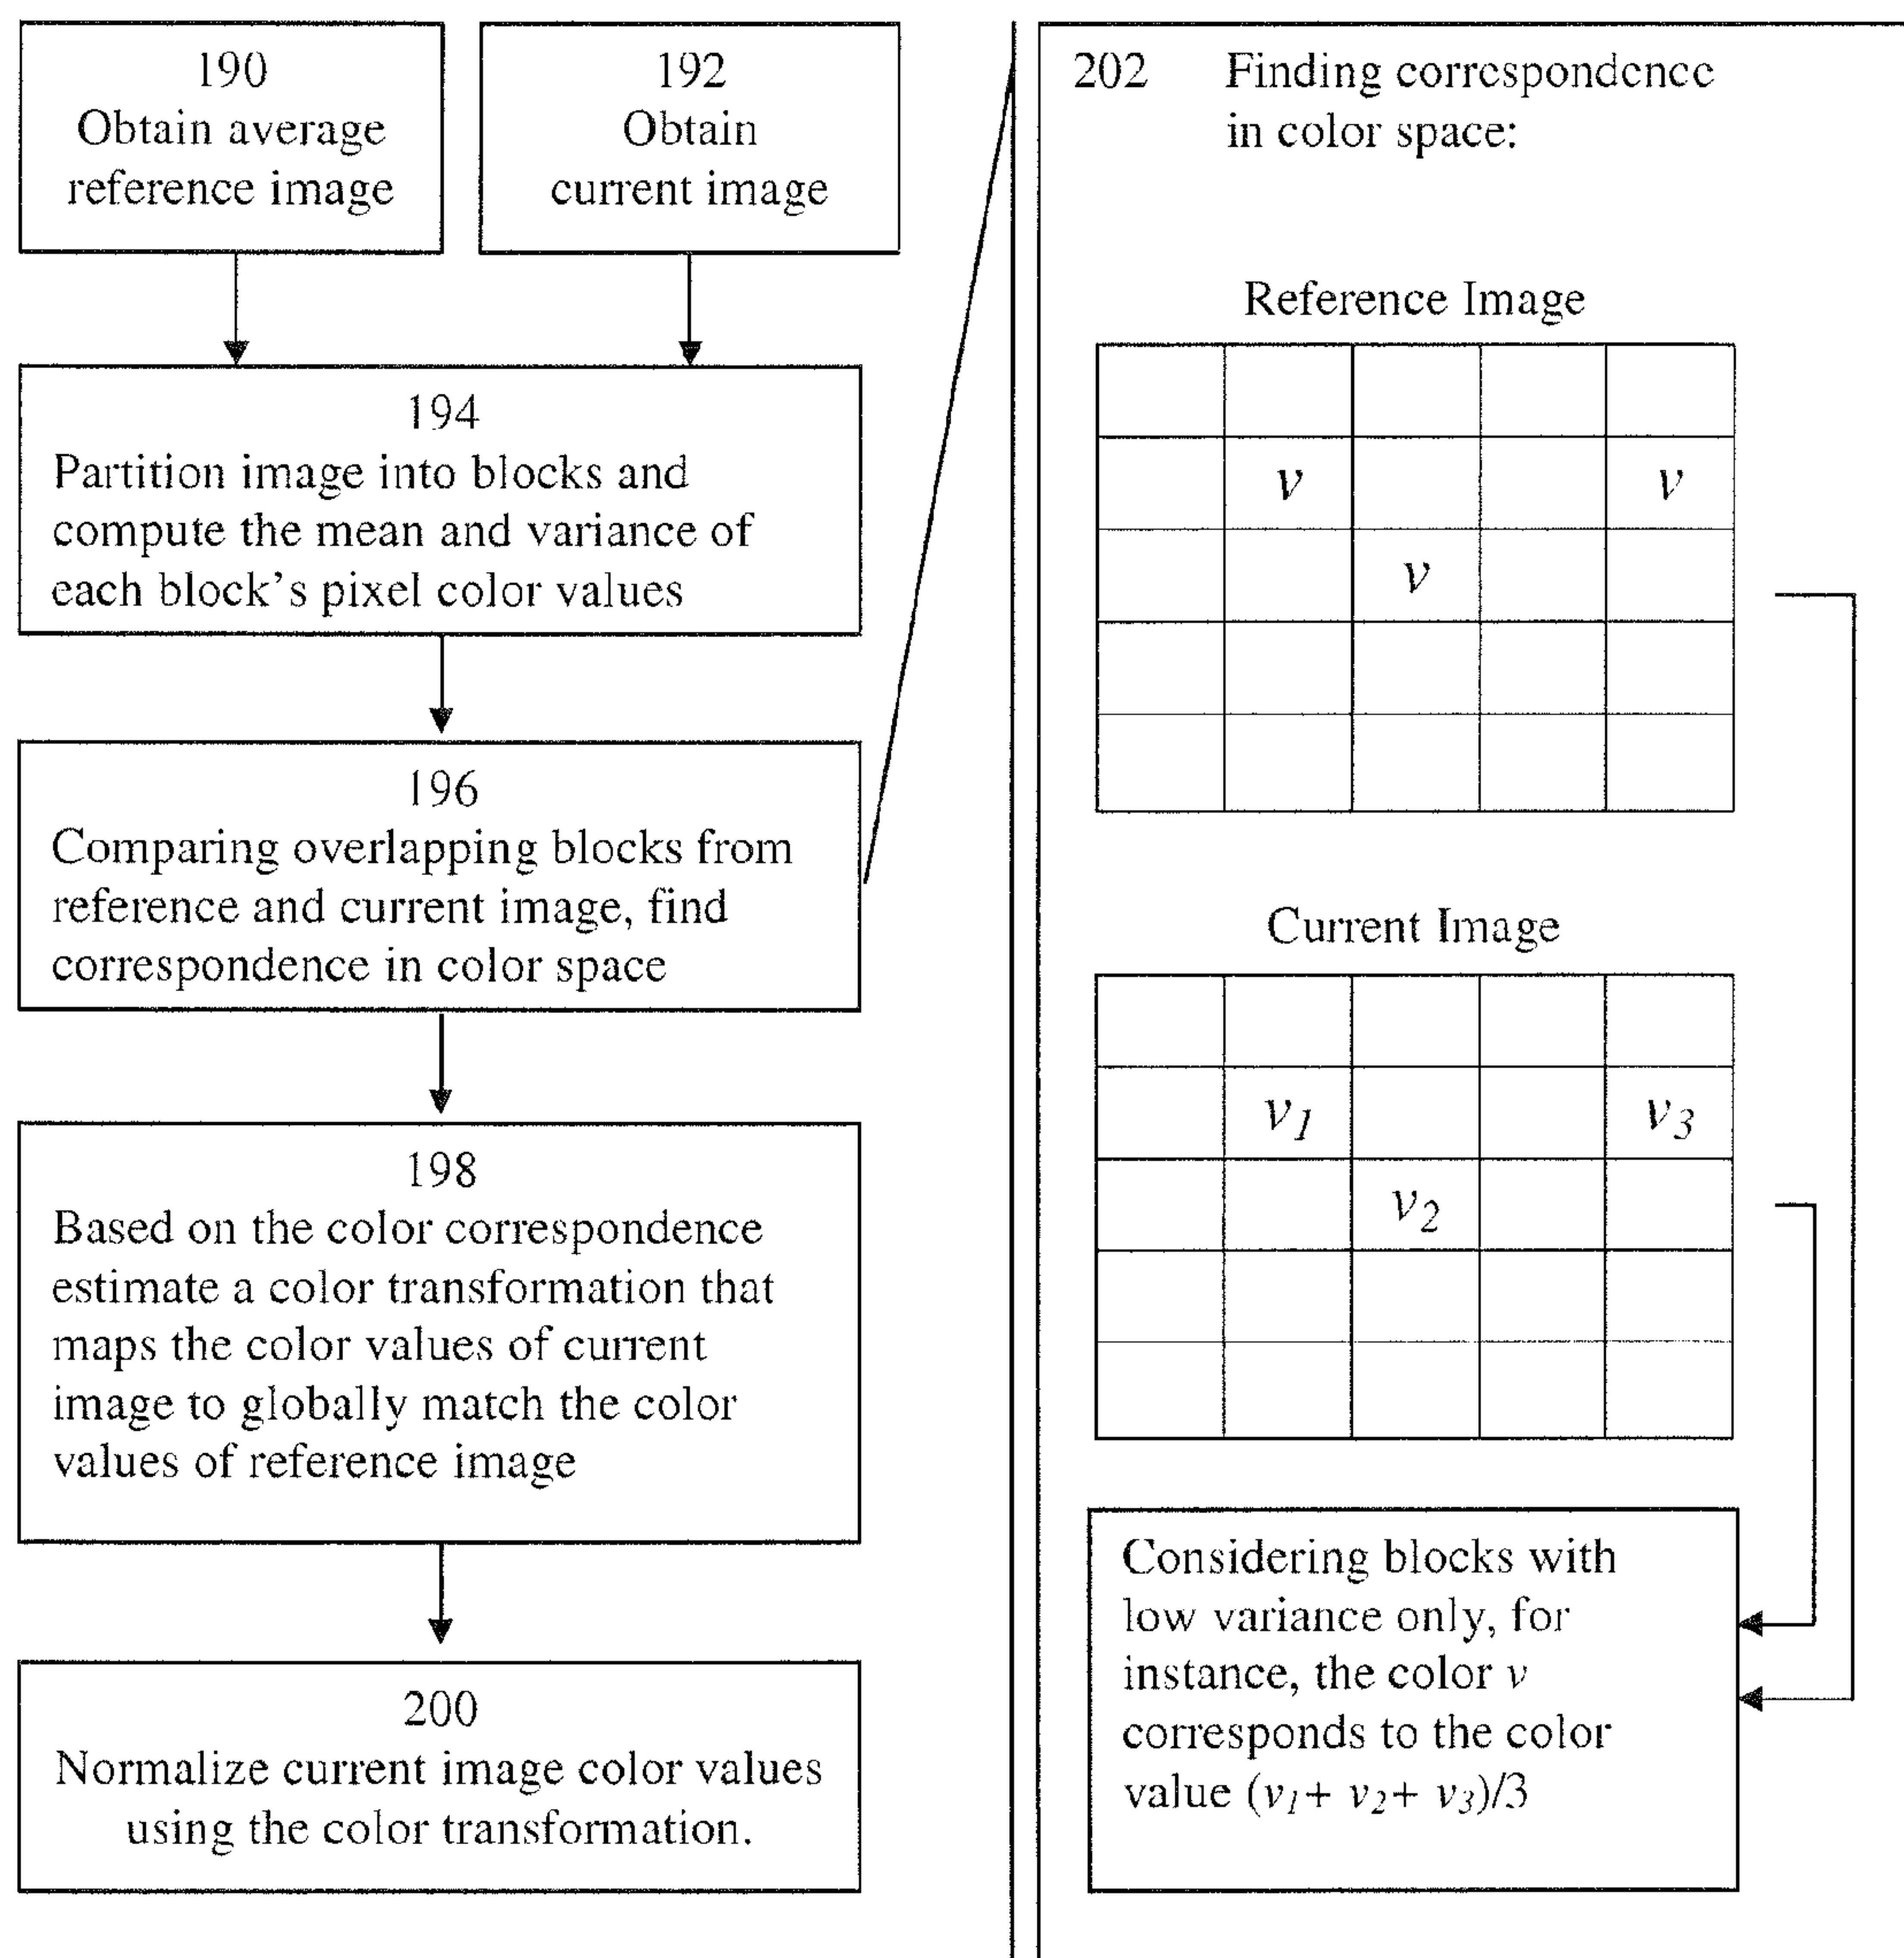 190
Obtain average
reference image
192
Obtain
current image
194
Partition image into blocks and
compute the mean and variance of
each block's pixel color values
196
Comparing overlapping blocks from
reference and current image, find
correspondence in color space
198
Based on the color correspondence
estimate a color transformation that
maps the color values of current
image to globally match the color
values of reference image
200
Normalize current image color values
using the color transformation.
202 Finding correspondence
in color space:
Reference Image
v v
v
Current Image
v1 v3
v2
Considering blocks with
low variance only, for
instance, the color v
corresponds to the color
value (v1+ v2+ v3)/3